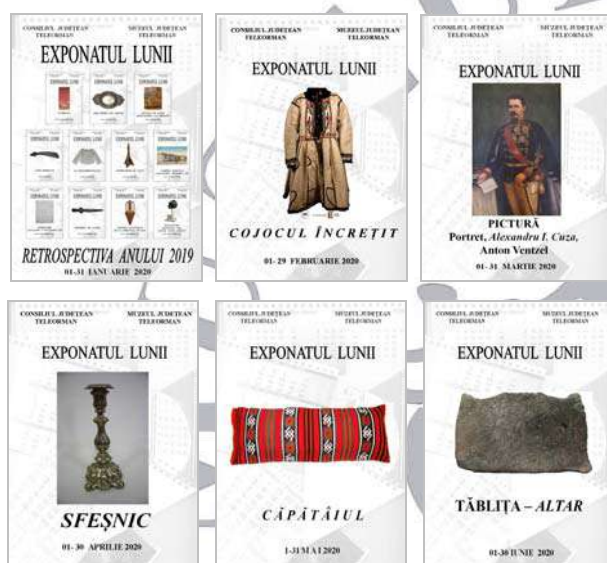 CONSILIUL JUDEȚEAN TELEORMAN
MUZEUL JUDEȚEAN TELEORMAN
EXPONATUL LUNII
RETROSPECTIVA ANULUI 2019
01-31 IANUARIE 2020
CONSILIUL JUDEȚEAN TELEORMAN
MUZEUL JUDEȚEAN TELEORMAN
EXPONATUL LUNII
COJOCUL ÎNCREȚIT
01- 29 FEBRUARIE 2020
CONSILIUL JUDEȚEAN TELEORMAN
MUZEUL JUDEȚEAN TELEORMAN
EXPONATUL LUNII
PICTURĂ
Portret, Alexandru I. Cuza,
Anton Ventzel
01- 31 MARTIE 2020
CONSILIUL JUDEȚEAN TELEORMAN
MUZEUL JUDEȚEAN TELEORMAN
EXPONATUL LUNII
SFEȘNIC
01- 30 APRILIE 2020
CONSILIUL JUDEȚEAN TELEORMAN
MUZEUL JUDEȚEAN TELEORMAN
EXPONATUL LUNII
CĂPĂTÂIUL
1-31 MAI 2020
CONSILIUL JUDEȚEAN TELEORMAN
MUZEUL JUDEȚEAN TELEORMAN
EXPONATUL LUNII
TĂBLIȚA – ALTAR
01-30 IUNIE 2020